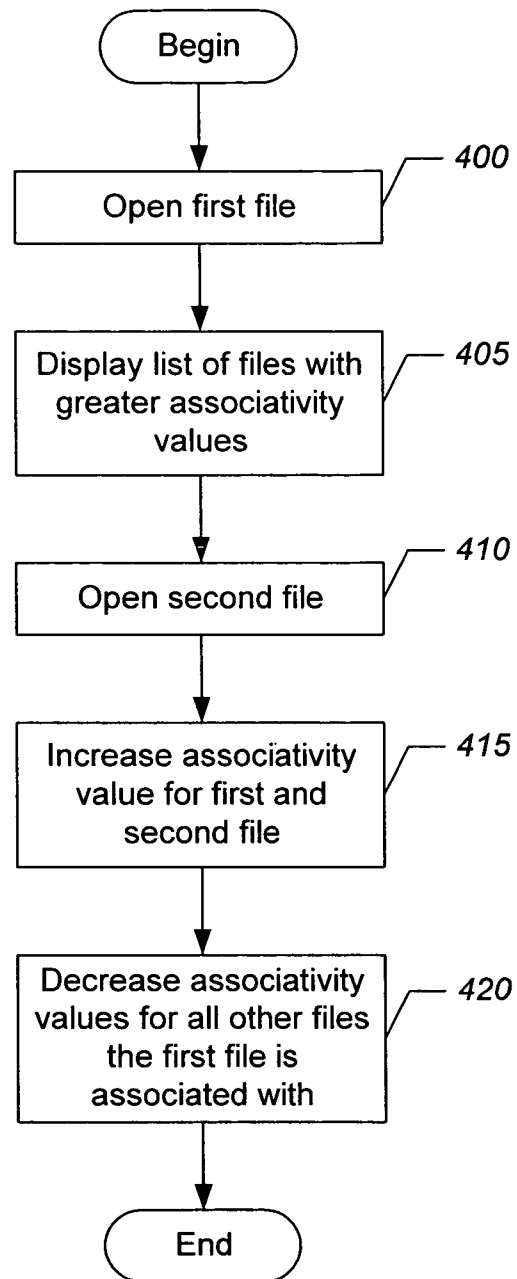 Begin
400
Open first file
405
Display list of files with
greater associativity
values
410
Open second file
415
Increase associativity
value for first and
second file
420
Decrease associativity
values for all other files
the first file is
associated with
End